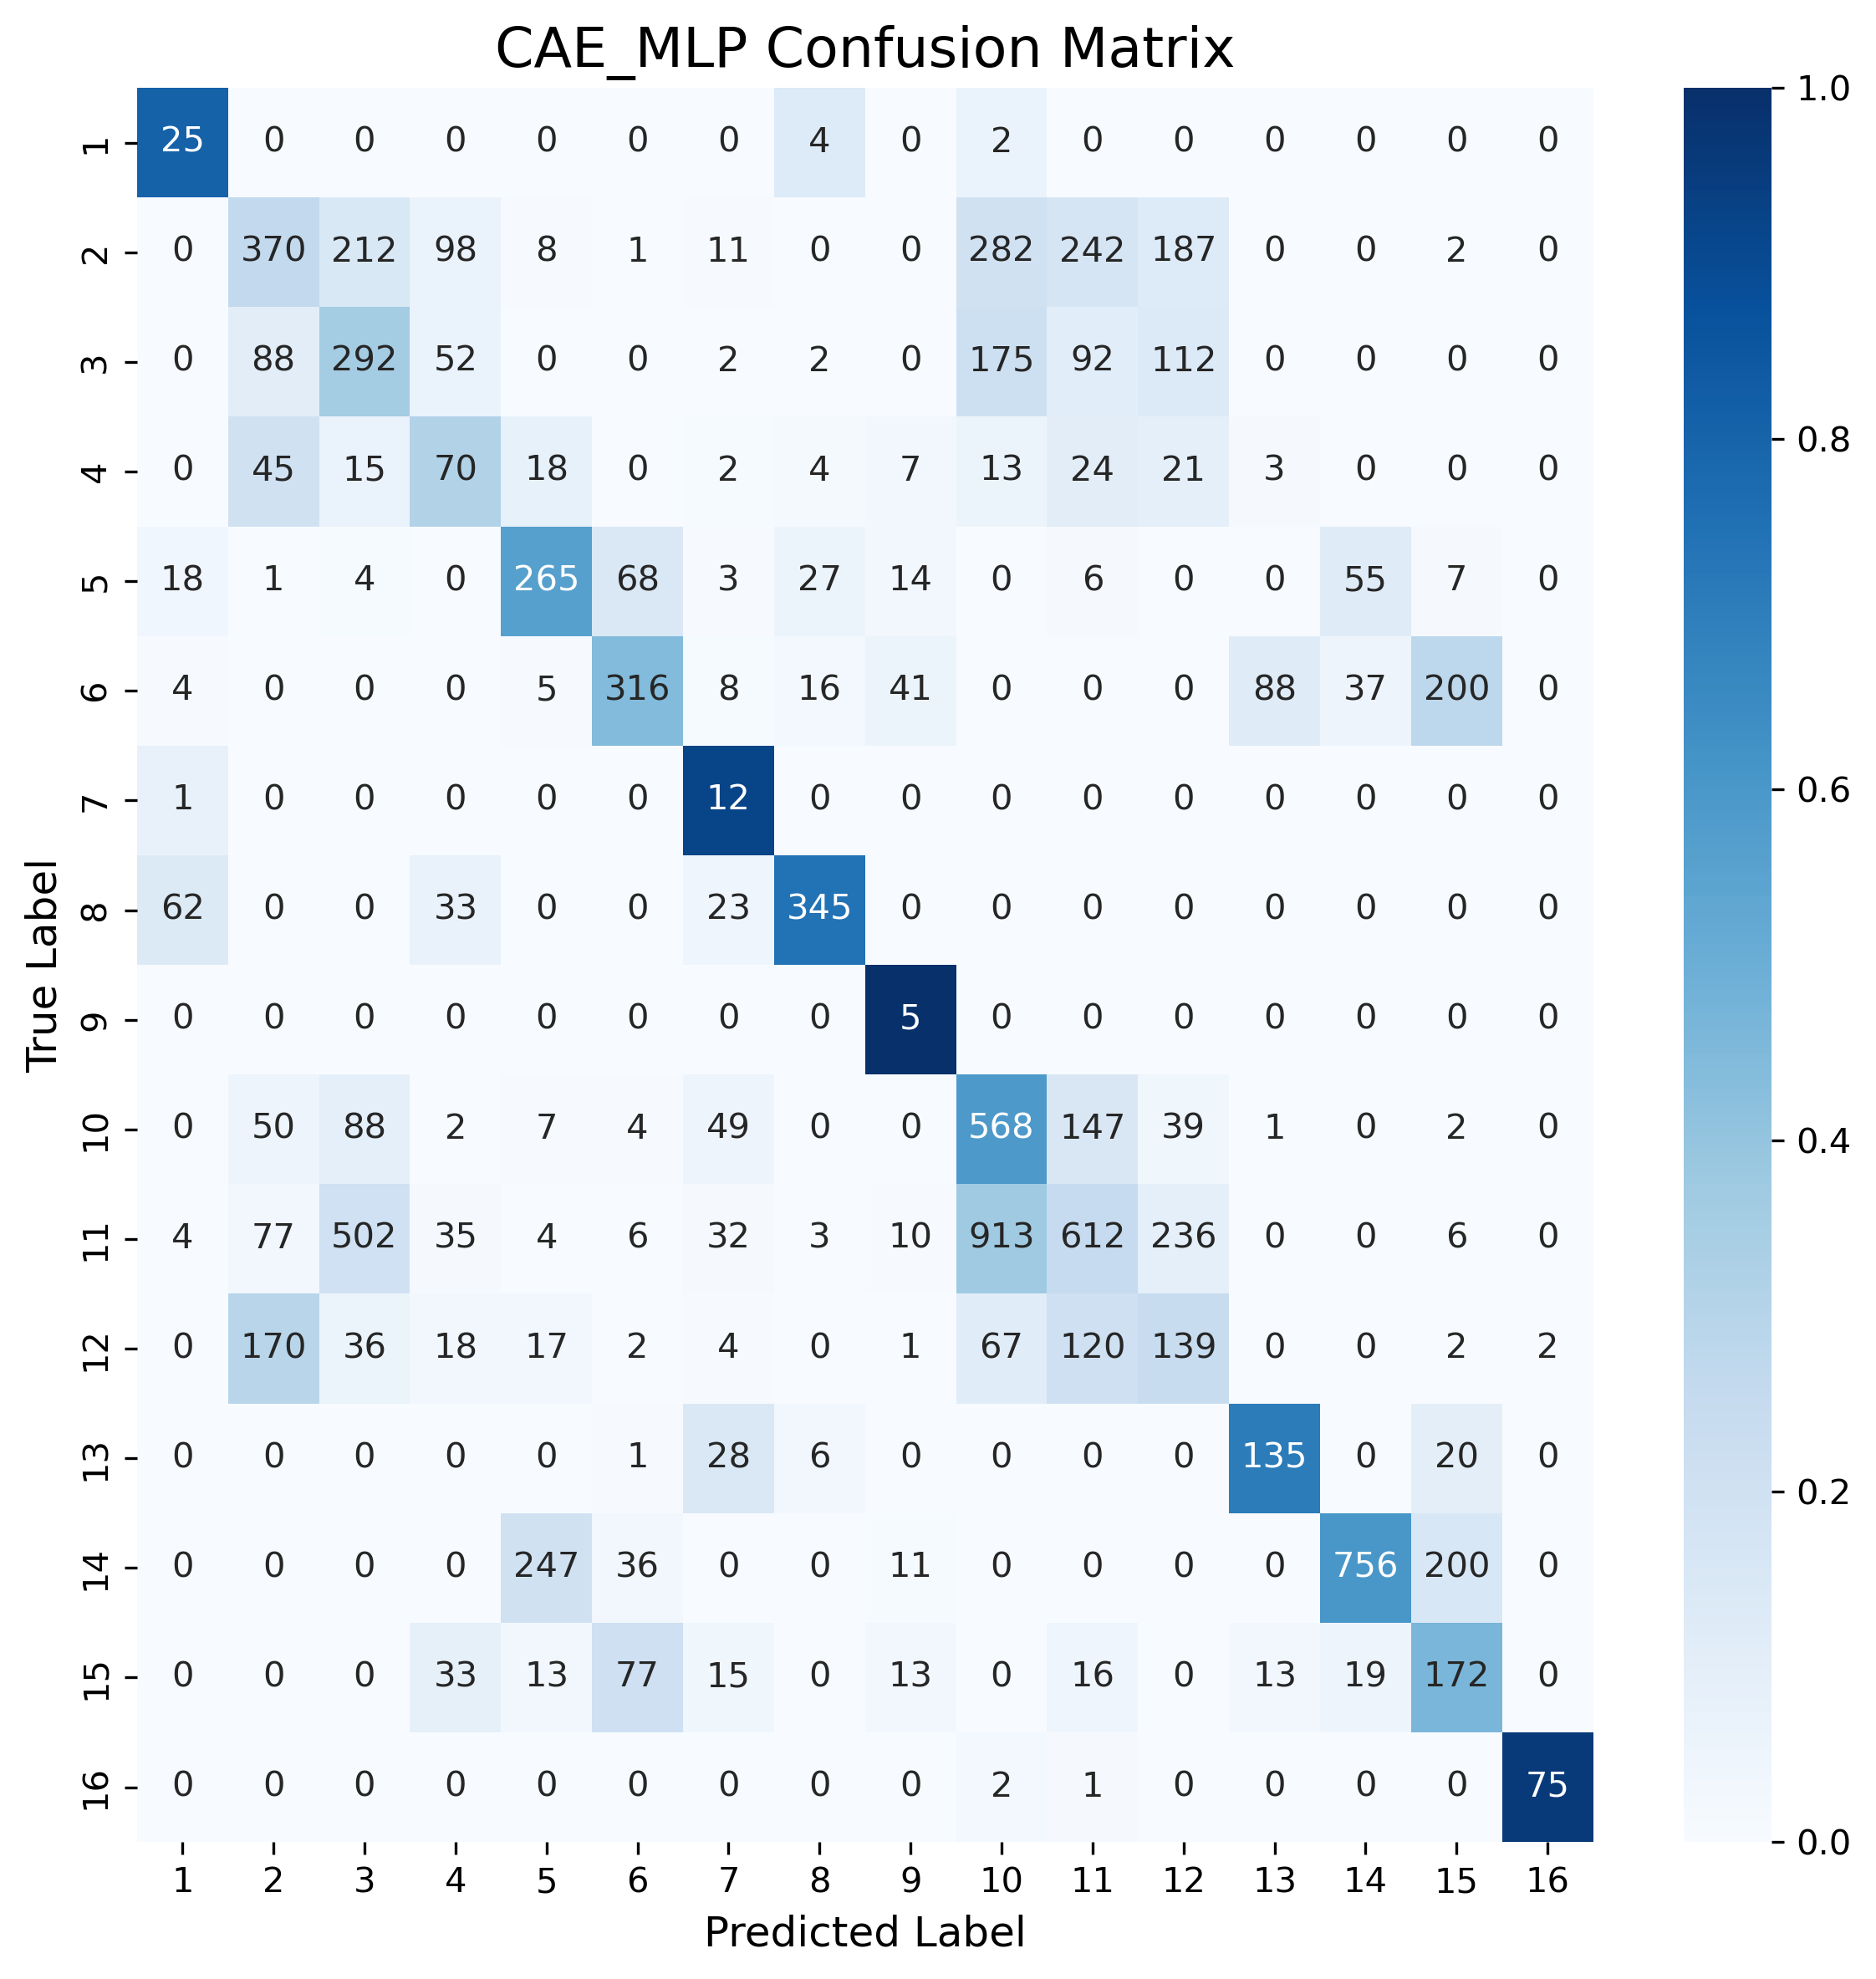 CAE_MLP Confusion Matrix
1 25 0 0 0 0 0 0 4 0 2 0 0 0 0 0 0
2 0 370 212 98 8 1 11 0 0 282 242 187 0 0 2 0
3 0 88 292 52 0 0 2 2 0 175 92 112 0 0 0 0
4 0 45 15 70 18 0 2 4 7 13 24 21 3 0 0 0
5 18 1 4 0 265 68 3 27 14 0 6 0 0 55 7 0
6 4 0 0 0 5 316 8 16 41 0 0 0 88 37 200 0
7 1 0 0 0 0 0 12 0 0 0 0 0 0 0 0 0
8 62 0 0 33 0 0 23 345 0 0 0 0 0 0 0 0
9 0 0 0 0 0 0 0 0 5 0 0 0 0 0 0 0
10 0 50 88 2 7 4 49 0 0 568 147 39 1 0 2 0
11 4 77 502 35 4 6 32 3 10 913 612 236 0 0 6 0
12 0 170 36 18 17 2 4 0 1 67 120 139 0 0 2 2
13 0 0 0 0 0 1 28 6 0 0 0 0 135 0 20 0
14 0 0 0 0 247 36 0 0 11 0 0 0 0 756 200 0
15 0 0 0 33 13 77 15 0 13 0 16 0 13 19 172 0
16 0 0 0 0 0 0 0 0 0 2 1 0 0 0 0 75
1 2 3 4 5 6 7 8 9 10 11 12 13 14 15 16
Predicted Label
True Label
1.0
0.8
0.6
0.4
0.2
0.0